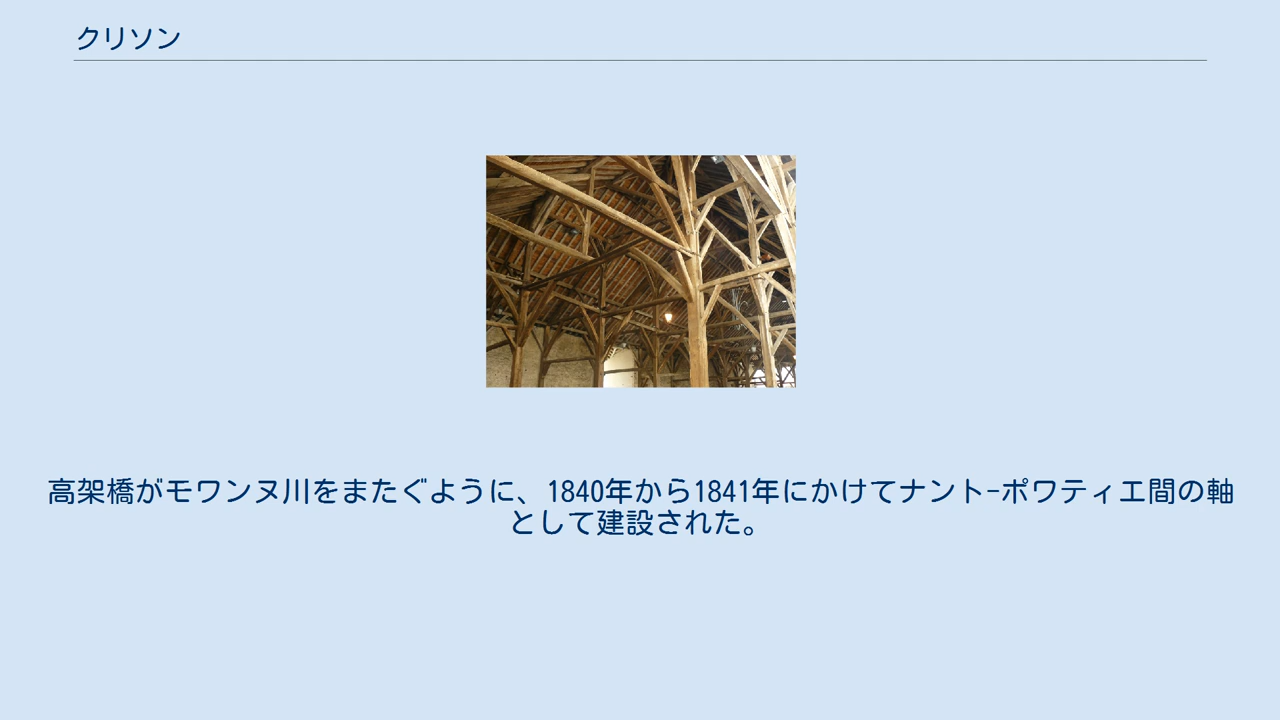 クリソン
高架橋がモワンヌ川をまたぐように、1840年から1841年にかけてナント-ポワティエ間の軸
として建設された。